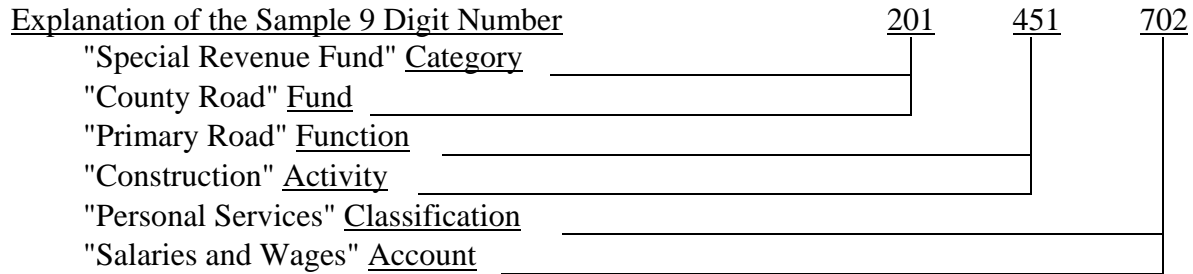 Explanation of the Sample 9 Digit Number 201 451 702
"Special Revenue Fund" Category
"County Road" Fund
"Primary Road" Function
"Construction" Activity
"Personal Services" Classification
"Salaries and Wages" Account